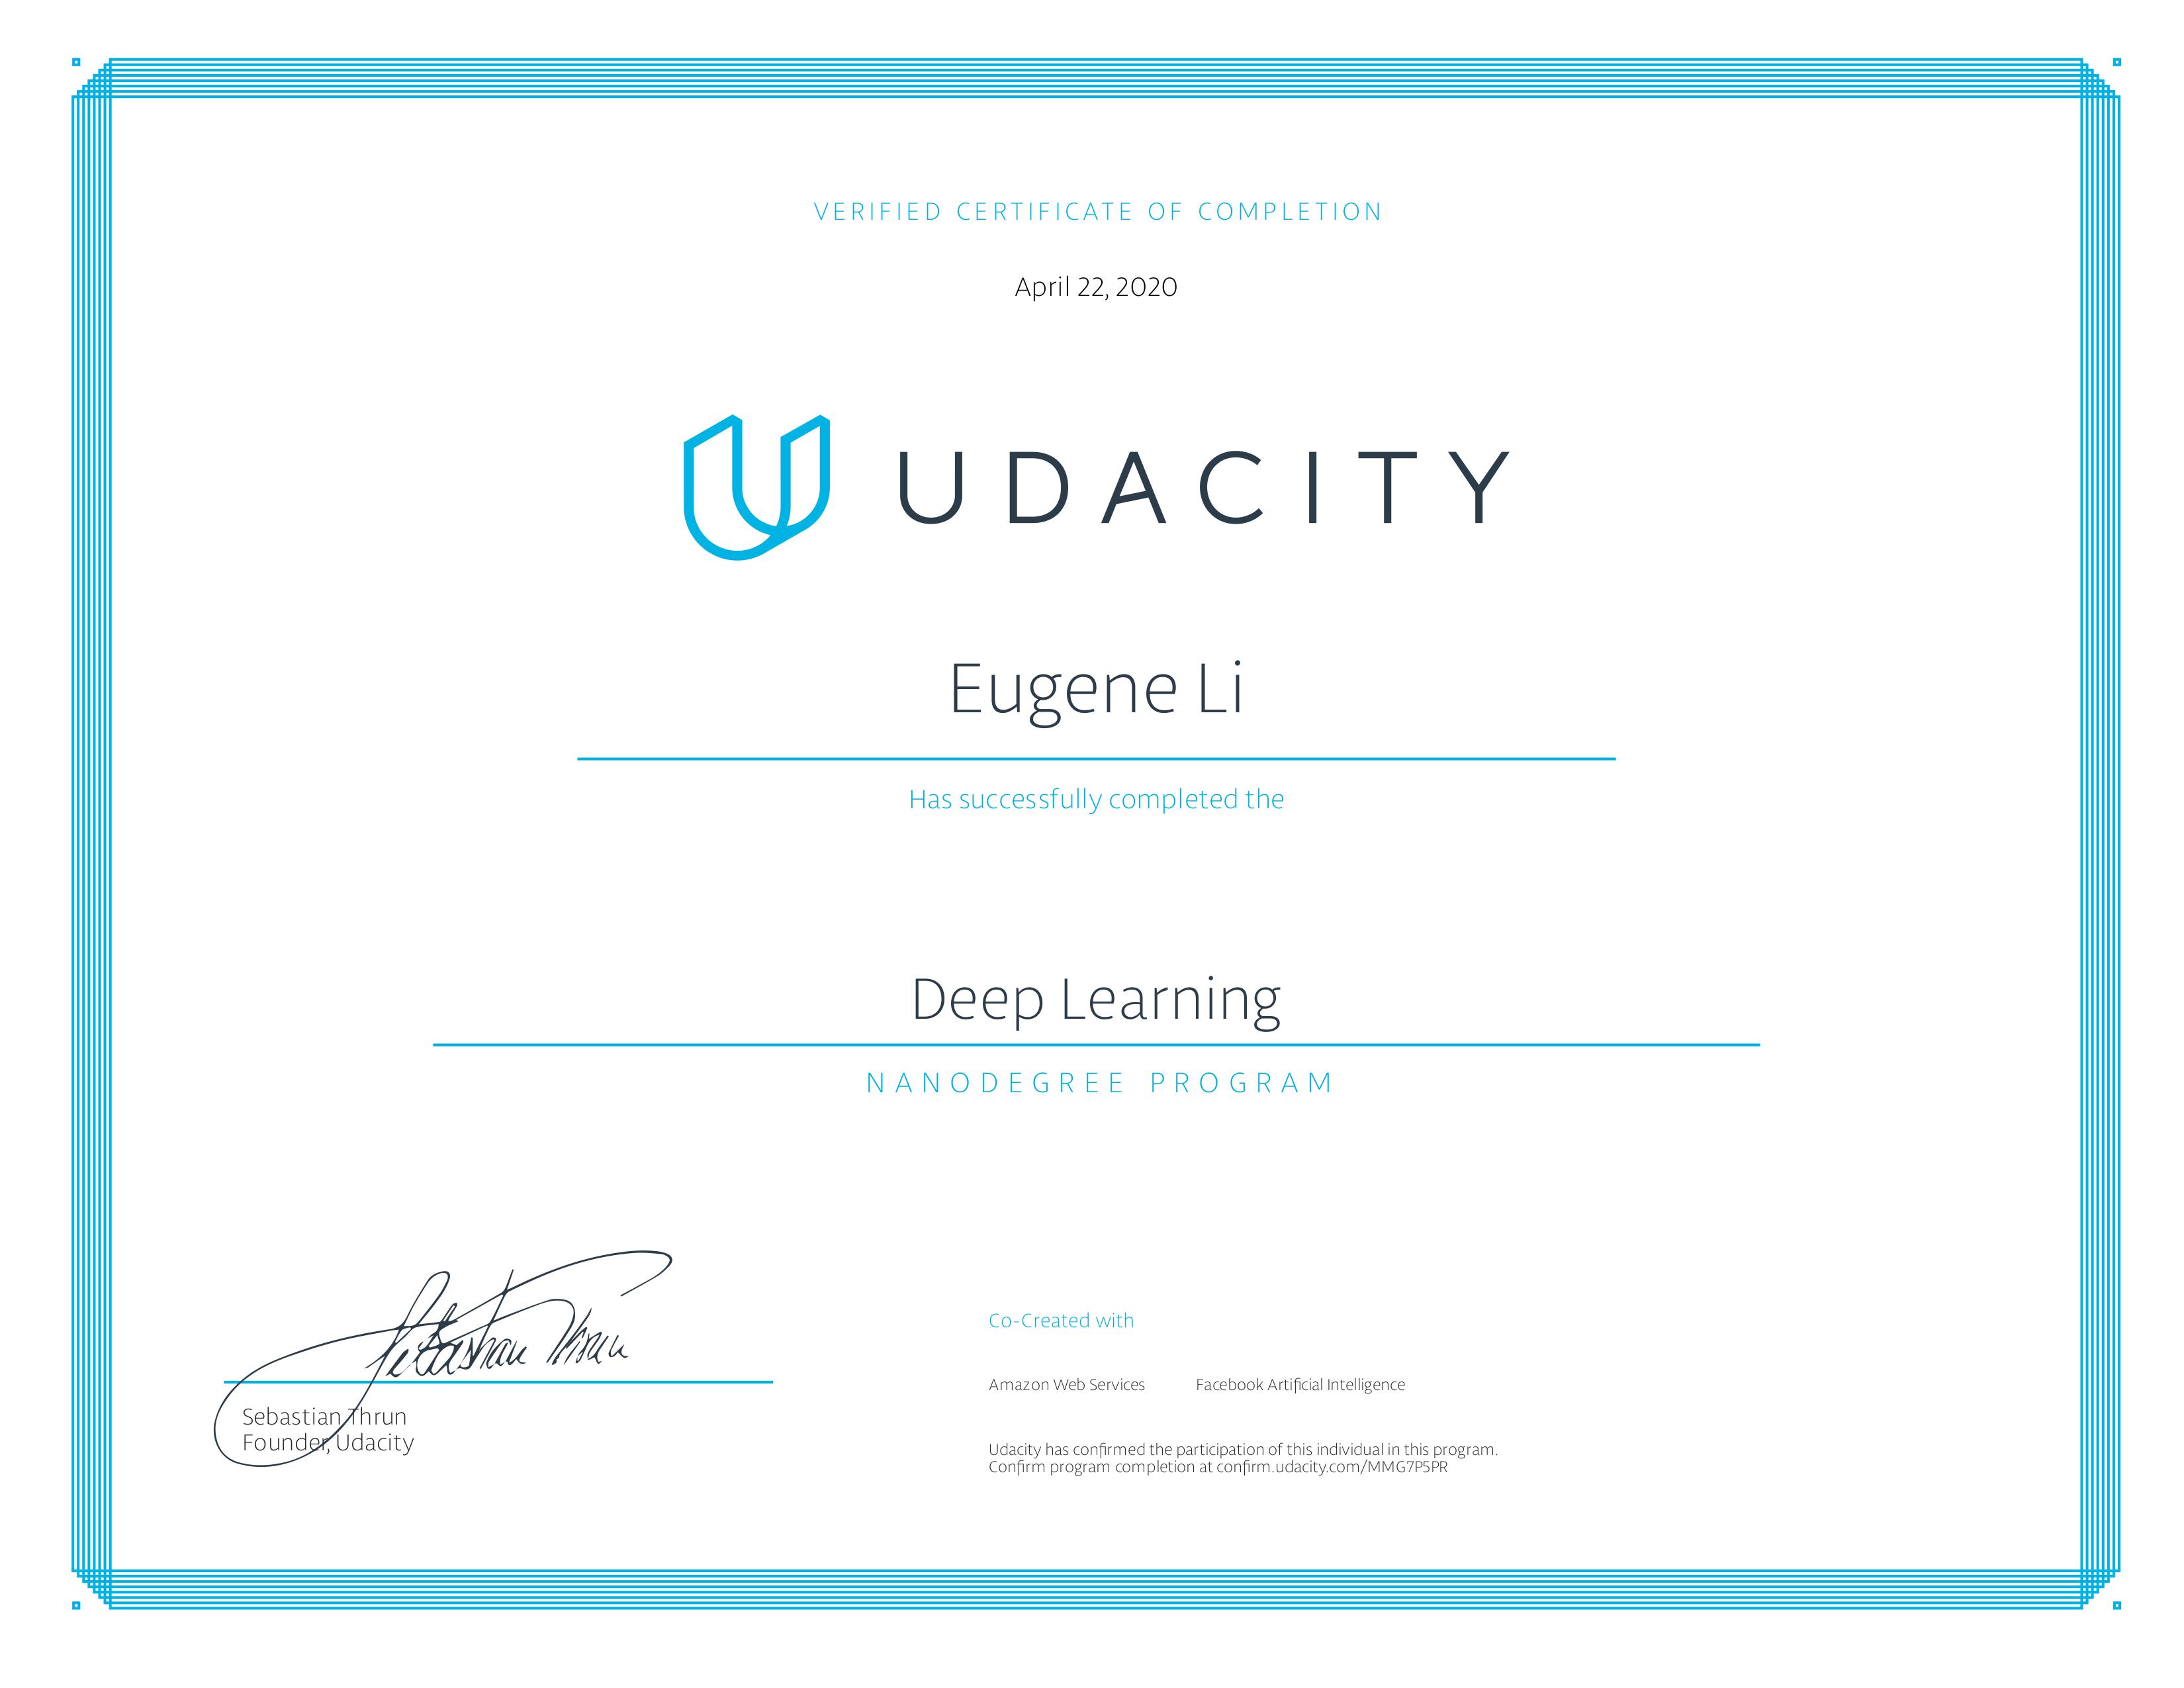 VERIFIED CERTIFICATE OF COMPLETION
April 22, 2020
UDACITY
Eugene Li
Has successfully completed the
Deep Learning
NANODEGREE PROGRAM
Sebastian Thrun
Sebastian Thrun
Founder, Udacity
Co-Created with
Amazon Web Services Facebook Artificial Intelligence
Udacity has confirmed the participation of this individual in this program.
Confirm program completion at confirm.udacity.com/MMG7P5PR